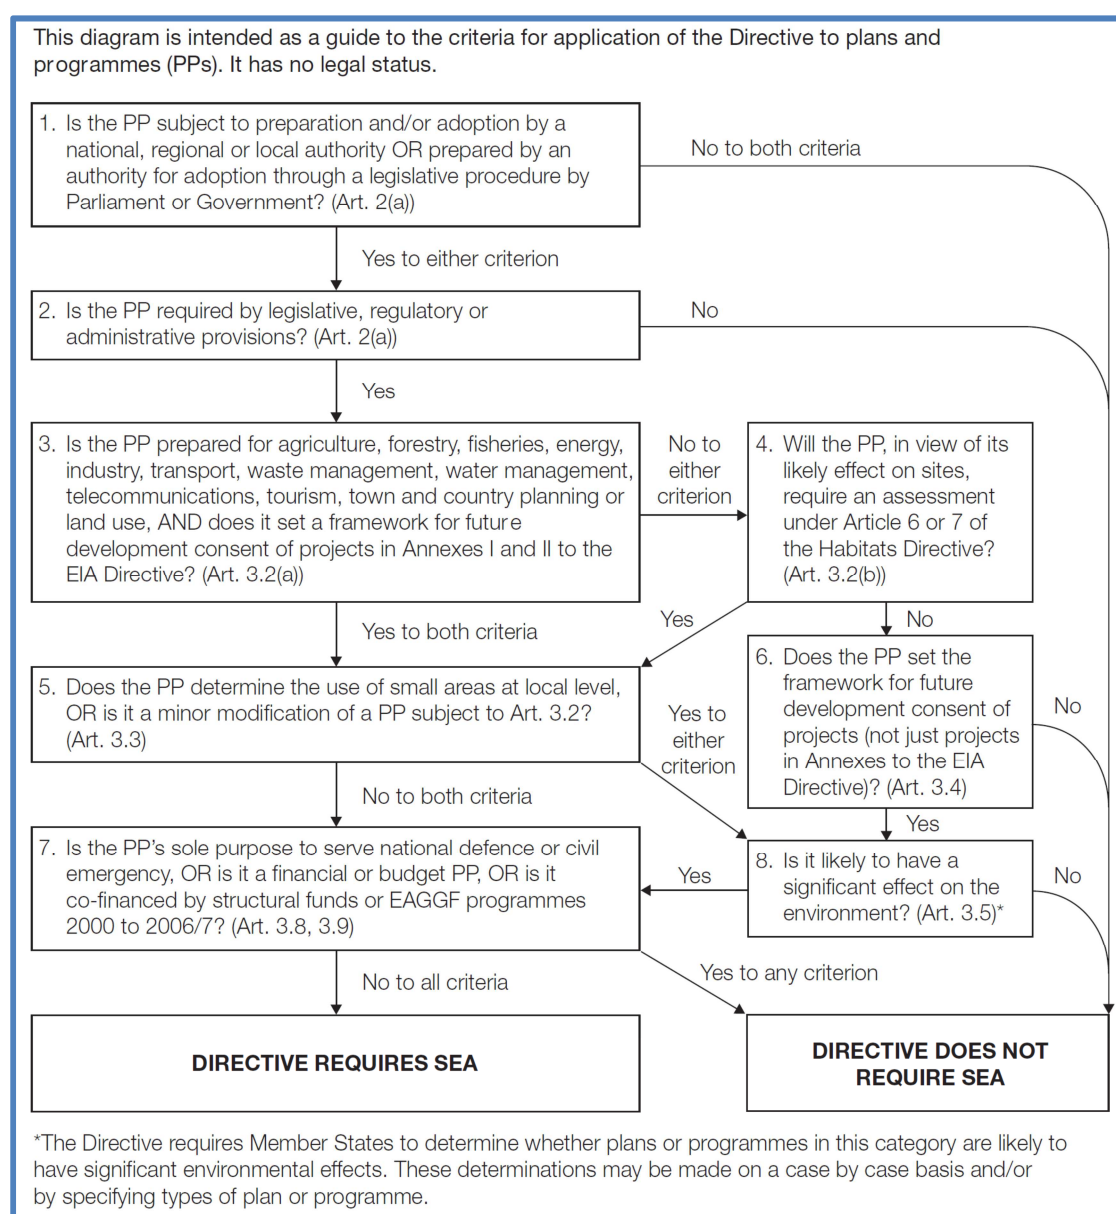 This diagram is intended as a guide to the criteria for application of the Directive to plans and
programmes (PPs). It has no legal status.
1. Is the PP subject to preparation and/or adoption by a
national, regional or local authority OR prepared by an
authority for adoption through a legislative procedure by
Parliament or Government? (Art. 2(a))
No to both criteria
Yes to either criterion
2. Is the PP required by legislative, regulatory or
administrative provisions? (Art. 2(a))
No
Yes
3. Is the PP prepared for agriculture, forestry, fisheries, energy,
industry, transport, waste management, water management,
telecommunications, tourism, town and country planning or
land use, AND does it set a framework for future
development consent of projects in Annexes I and II to the
EIA Directive? (Art. 3.2(a))
No to
either
criterion
4. Will the PP, in view of its
likely effect on sites,
require an assessment
under Article 6 or 7 of
the Habitats Directive?
(Art. 3.2(b))
Yes to both criteria
Yes
No
5. Does the PP determine the use of small areas at local level,
OR is it a minor modification of a PP subject to Art. 3.2?
(Art. 3.3)
Yes to
either
criterion
6. Does the PP set the
framework for future
development consent of
projects (not just projects
in Annexes to the EIA
Directive)? (Art. 3.4)
No
No to both criteria
Yes
7. Is the PP's sole purpose to serve national defence or civil
emergency, OR is it a financial or budget PP, OR is it
co-financed by structural funds or EAGGF programmes
2000 to 2006/7? (Art. 3.8, 3.9)
Yes
8. Is it likely to have a
significant effect on the
environment? (Art. 3.5)*
No
No to all criteria
Yes to any criterion
DIRECTIVE REQUIRES SEA
DIRECTIVE DOES NOT
REQUIRE SEA
*The Directive requires Member States to determine whether plans or programmes in this category are likely to
have significant environmental effects. These determinations may be made on a case by case basis and/or
by specifying types of plan or programme.